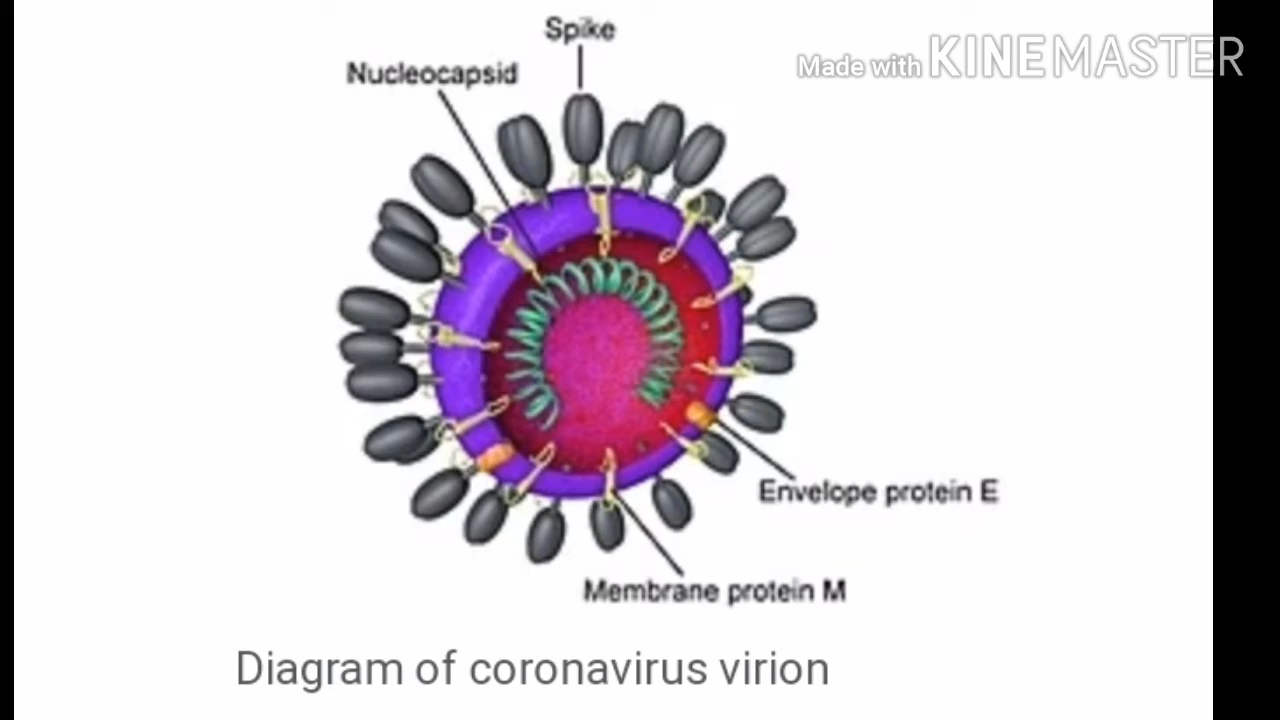 Spike
Made with KINEMASTER
Nucleocapsid
Envelope protein E
Membrane protein M
Diagram of coronavirus virion